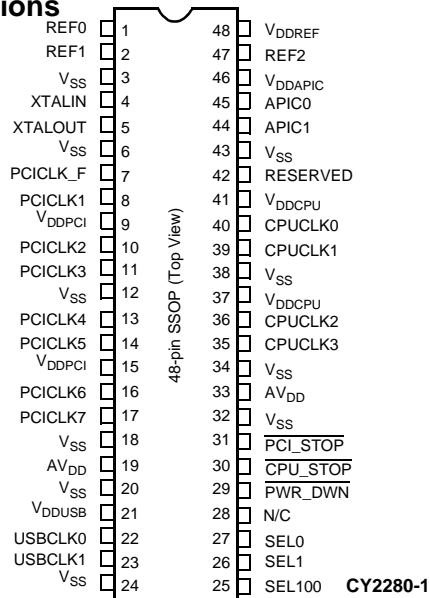 ions
REF0 1 48 VDDREF
REF1 2 47 REF2
VSS 3 46 VDDAPIC
XTALIN 4 45 APIC0
XTALOUT 5 44 APIC1
VSS 6 43 VSS
PCICLK_F 7 42 RESERVED
PCICLK1 8 41 VDDCPU
VDDPCI 9 40 CPUCLK0
PCICLK2 10 39 CPUCLK1
PCICLK3 11 38 VSS
VSS 12 37 VDDCPU
PCICLK4 13 36 CPUCLK2
PCICLK5 14 35 CPUCLK3
VDDPCI 15 34 VSS
PCICLK6 16 33 AVDD
PCICLK7 17 32 VSS
VSS 18 31 PCI_STOP
AVDD 19 30 CPU_STOP
VSS 20 29 PWR_DWN
VDDUSB 21 28 N/C
USBCLK0 22 27 SEL0
USBCLK1 23 26 SEL1
VSS 24 25 SEL100 CY2280-1
48-pin SSOP (Top View)